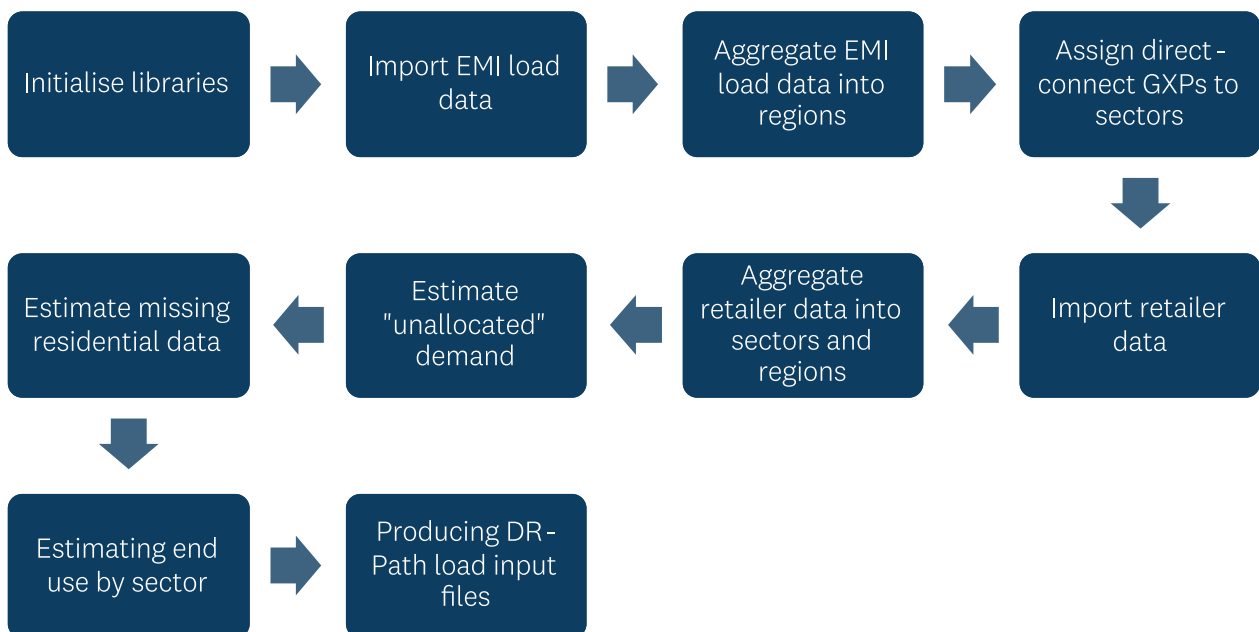 Initialise libraries
Import EMI load
data
Aggregate EMI
load data into
regions
Assign direct-
connect GXPs to
sectors
Import retailer
data
Aggregate
retailer data into
sectors and
regions
Estimate
"unallocated"
demand
Estimate missing
residential data
Estimating end
use by sector
Producing DR-
Path load input
files